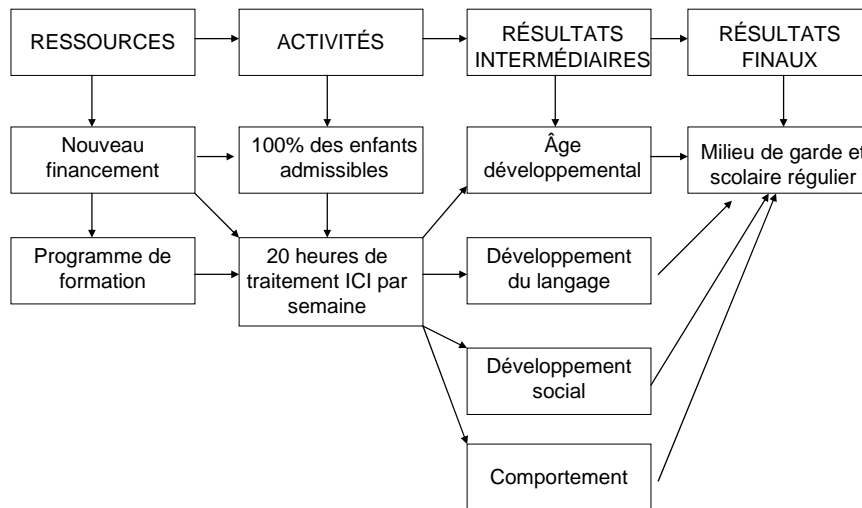 RESSOURCES
ACTIVITÉS
RÉSULTATS
INTERMÉDIAIRES
RÉSULTATS
FINAUX
Nouveau
financement
100% des enfants
admissibles
Âge
développemental
Milieu de garde et
scolaire régulier
Programme de
formation
20 heures de
traitement ICI par
semaine
Développement
du langage
Développement
social
Comportement